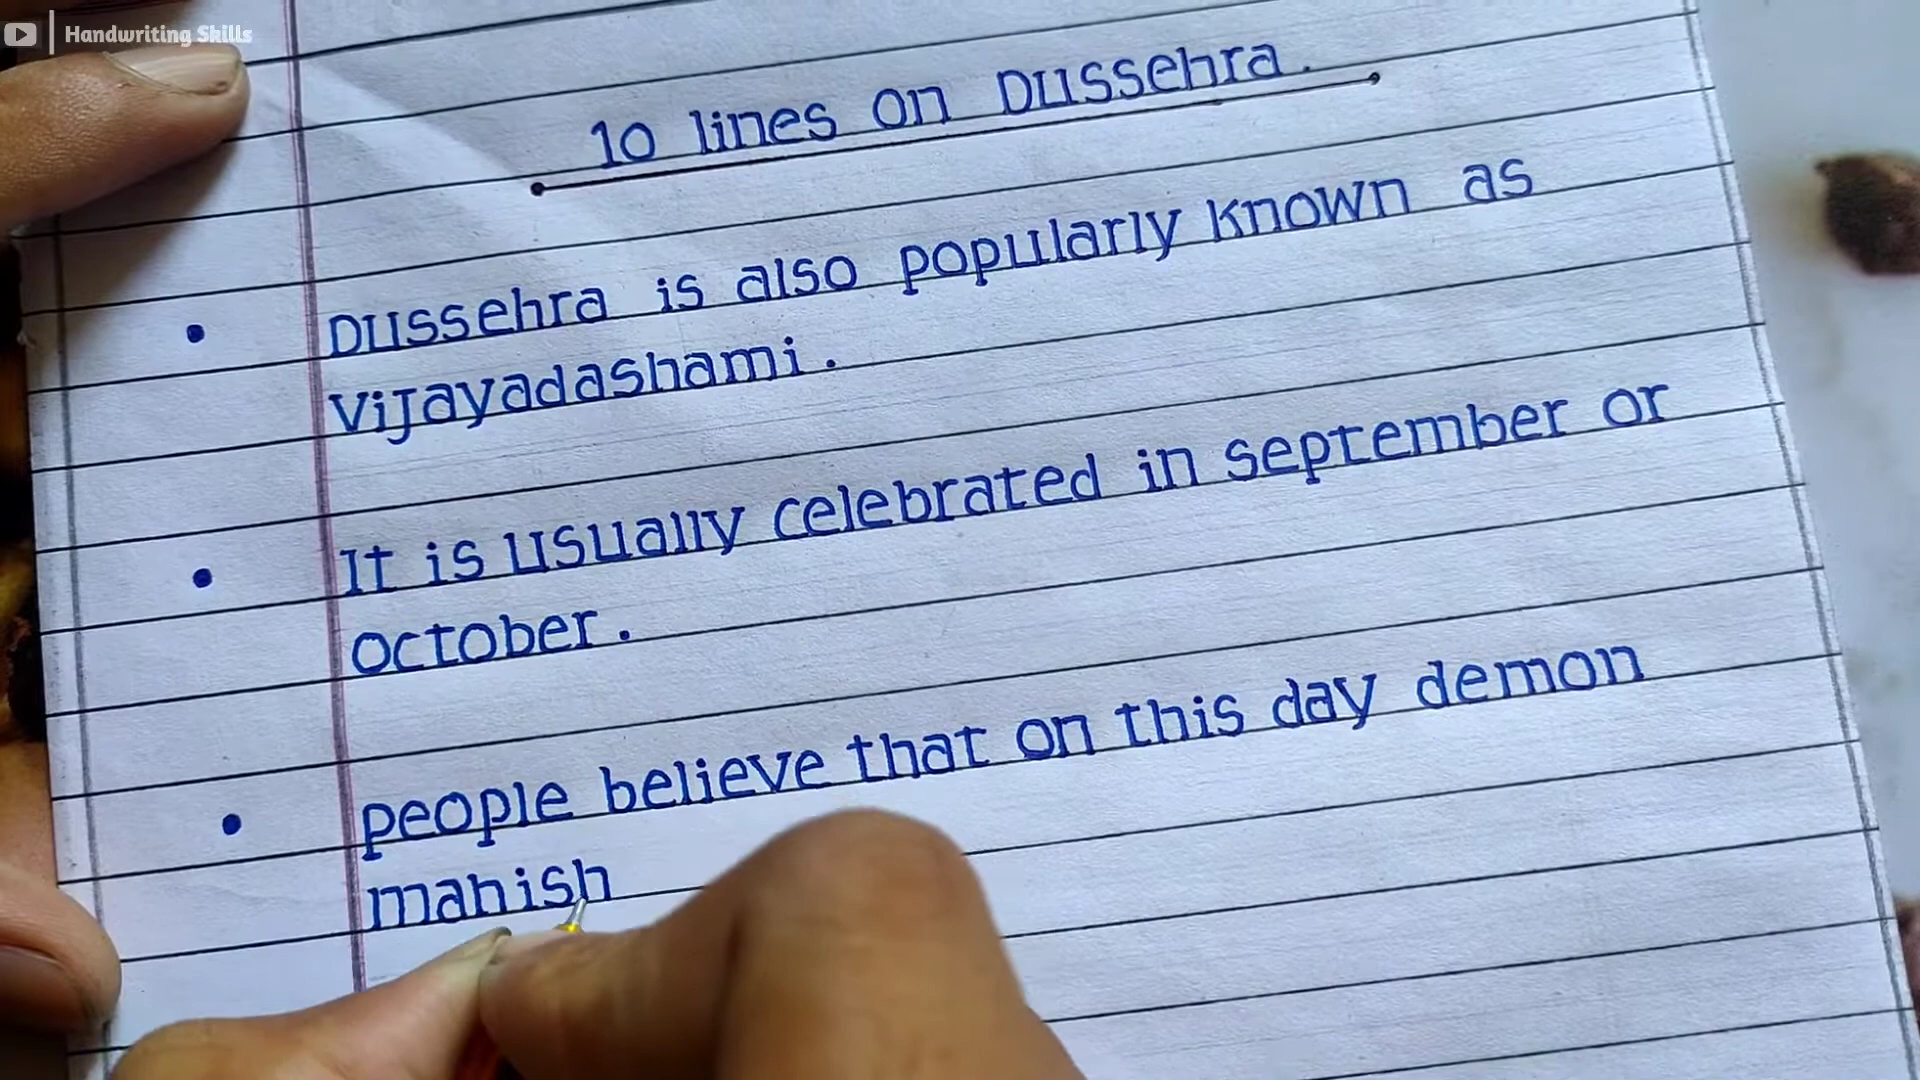 Handwriting Skills
10 lines on Dussehra.
• Dussehra is also popularly known as
Vijayadashami.
• It is usually celebrated in september or
october.
• people believe that on this day demon
mahish